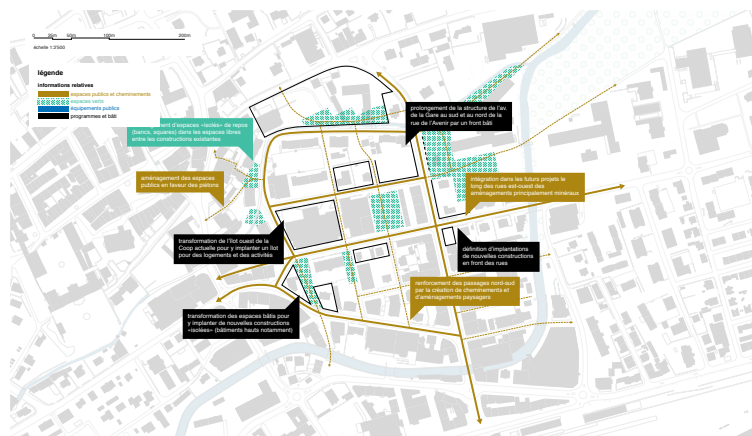 0 25m 50m 100m 200m
échelle 1:2'500
légende
informations relatives
espaces publics et cheminements
espaces verts
équipements publics
programmes et bâti
d'espaces «isolés» de repos
(bancs, squares) dans les espaces libres
entre les constructions existantes
aménagement des espaces
publics en faveur des piétons
prolongement de la structure de l'av.
de la Gare au sud et au nord de la
rue de l'Avenir par un front bâti
intégration dans les futurs projets le
long des rues est-ouest des
aménagements principalement minéraux
transformation de l'îlot ouest de la
Coop actuelle pour y implanter un îlot
pour des logements et des activités
définition d'implantations
de nouvelles constructions
en front des rues
renforcement des passages nord-sud
par la création de cheminements et
d'aménagements paysagers
transformation des espaces bâtis pour
y implanter de nouvelles constructions
«isolées» (bâtiments hauts notamment)